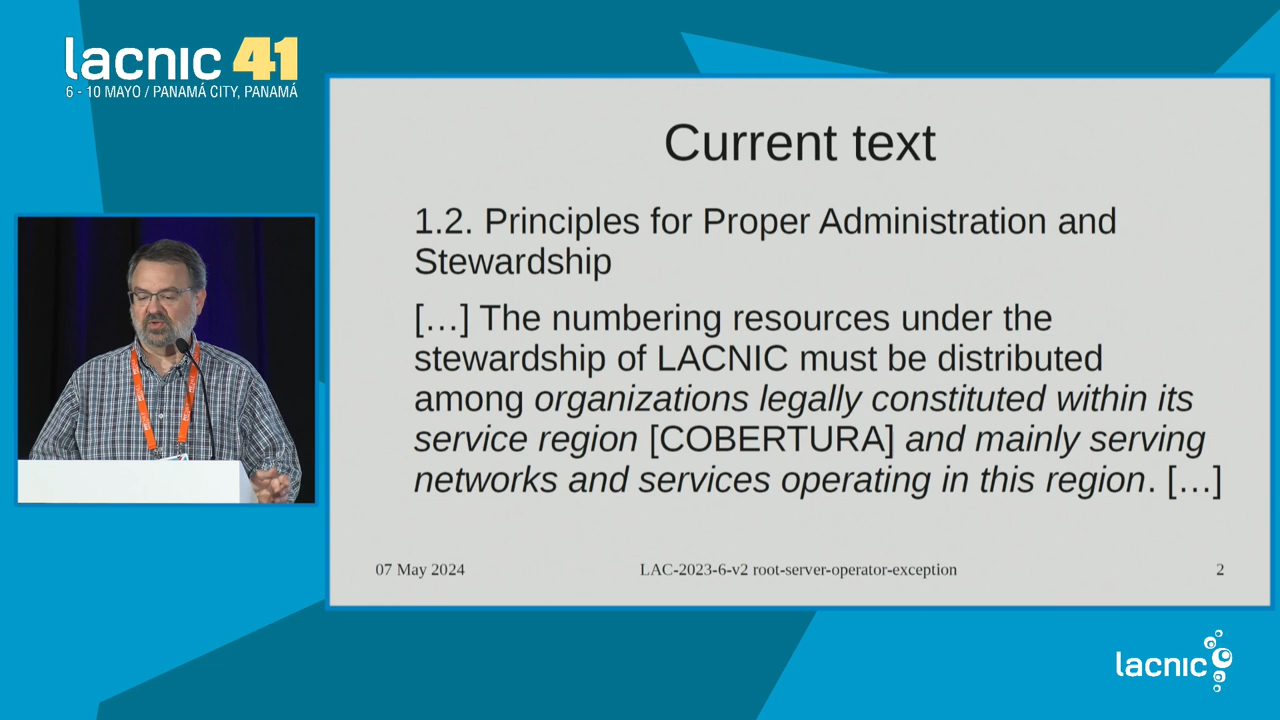 lacnic 41
6 - 10 MAYO / PANAMÁ CITY, PANAMÁ
Current text
1.2. Principles for Proper Administration and
Stewardship
[…] The numbering resources under the
stewardship of LACNIC must be distributed
among organizations legally constituted within its
service region [COBERTURA] and mainly serving
networks and services operating in this region. […]
07 May 2024
LAC-2023-6-v2 root-server-operator-exception
2
lacnic